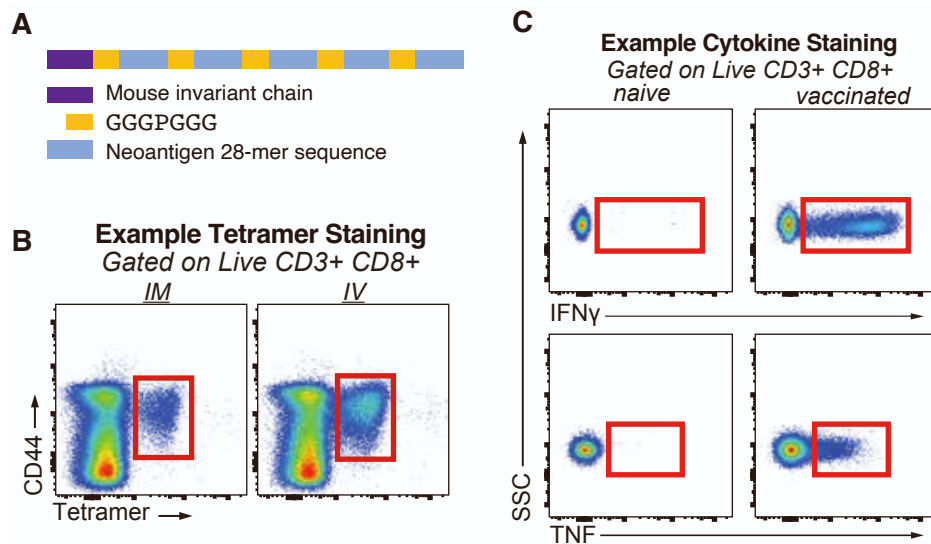 A
Mouse invariant chain
GGGPGGG
Neoantigen 28-mer sequence
B
Example Tetramer Staining
Gated on Live CD3+ CD8+
IM IV
CD44
Tetramer
C
Example Cytokine Staining
Gated on Live CD3+ CD8+
naive vaccinated
SSC
IFNγ
TNF